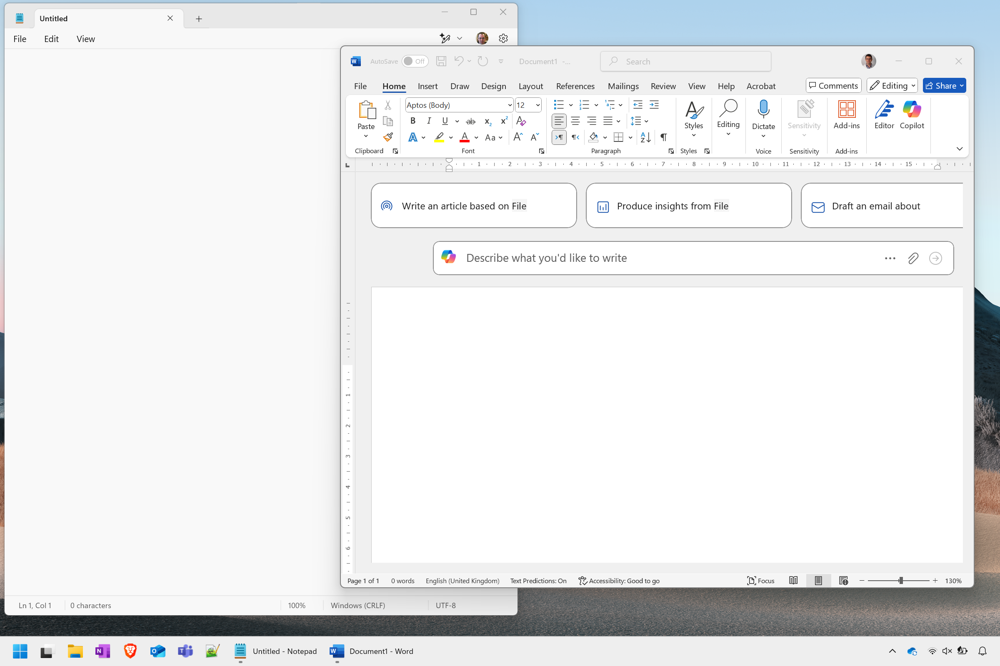 Untitled
File Edit View
AutoSave Off Document1 -... Search
File Home Insert Draw Design Layout References Mailings Review View Help Acrobat Comments Editing Share
Aptos (Body) 12
Paste Styles Editing Dictate Sensitivity Add-ins Editor Copilot
Clipboard Font Paragraph Styles Voice Sensitivity Add-ins
1 2 3 4 5 6 7 8 9 10 11 12 13 14 15
Write an article based on File
Produce insights from File
Draft an email about
Describe what you'd like to write
1
2
3
4
5
6
Page 1 of 1 0 words English (United Kingdom) Text Predictions: On Accessibility: Good to go Focus 130%
Ln 1, Col 1 0 characters 100% Windows (CRLF) UTF-8
Untitled - Notepad Document1 - Word